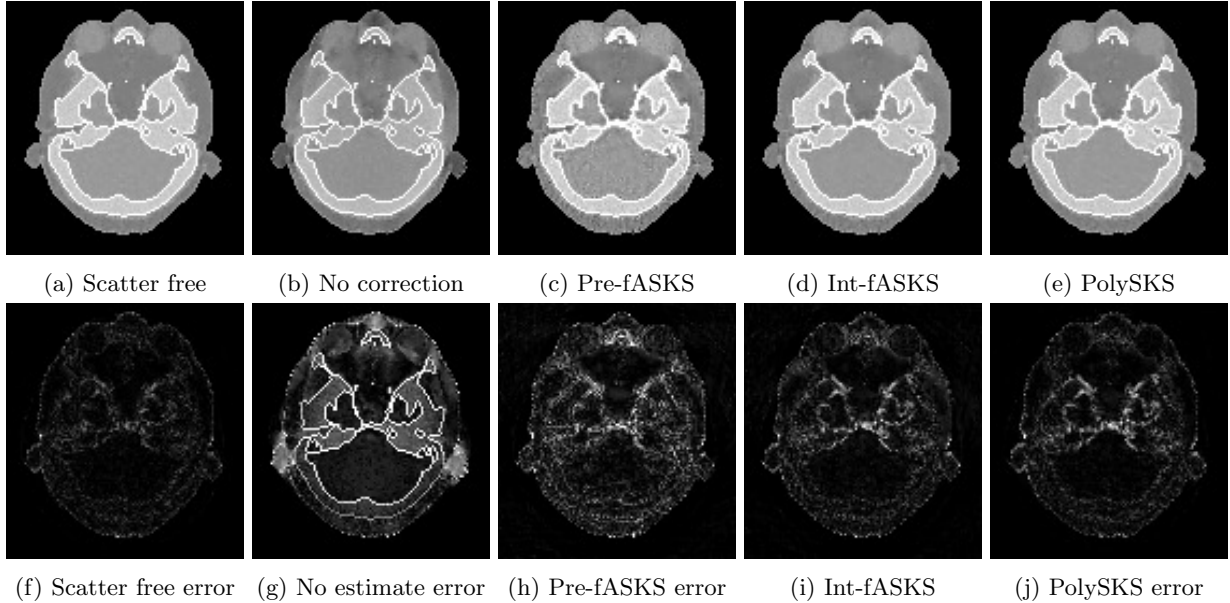 (a) Scatter free
(b) No correction
(c) Pre-fASKS
(d) Int-fASKS
(e) PolySKS
(f) Scatter free error
(g) No estimate error
(h) Pre-fASKS error
(i) Int-fASKS
(j) PolySKS error